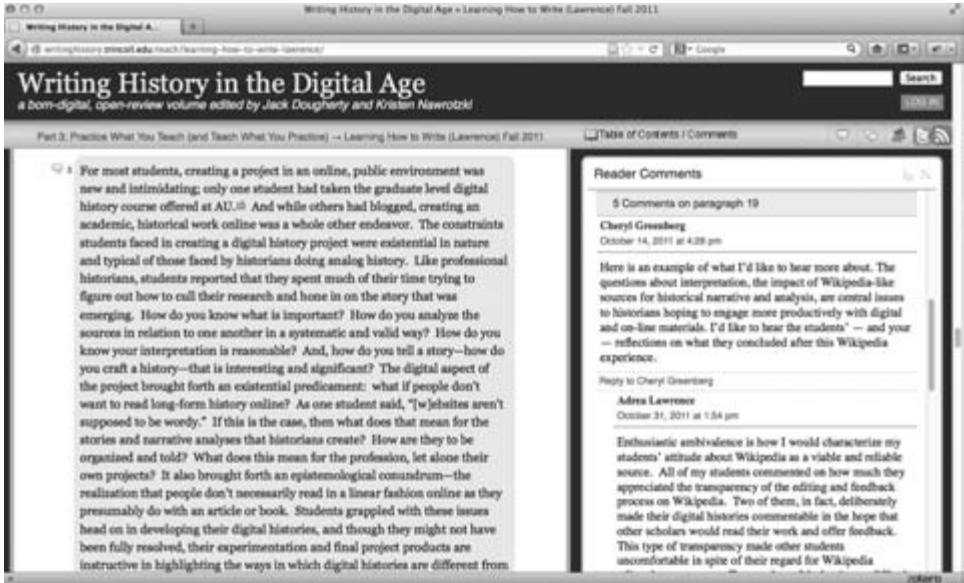 Writing History in the Digital Age » Learning How to Write (Lawrence) Fall 2011
Writing History in the Digital A...
writinghistory.trincoll.edu/teach/learning-how-to-write-lawrence/
Google
Writing History in the Digital Age
a born-digital, open-review volume edited by Jack Dougherty and Kristen Nawrotzki
Search
LOG IN
Part 3: Practice What You Teach (and Teach What You Practice) → Learning How to Write (Lawrence) Fall 2011
Table of Contents / Comments
5
For most students, creating a project in an online, public environment was
new and intimidating; only one student had taken the graduate level digital
history course offered at AU. And while others had blogged, creating an
academic, historical work online was a whole other endeavor. The constraints
students faced in creating a digital history project were existential in nature
and typical of those faced by historians doing analog history. Like professional
historians, students reported that they spent much of their time trying to
figure out how to cull their research and hone in on the story that was
emerging. How do you know what is important? How do you analyze the
sources in relation to one another in a systematic and valid way? How do you
know your interpretation is reasonable? And, how do you tell a story—how do
you craft a history—that is interesting and significant? The digital aspect of
the project brought forth an existential predicament: what if people don't
want to read long-form history online? As one student said, "[w]ebsites aren't
supposed to be wordy." If this is the case, then what does that mean for the
stories and narrative analyses that historians create? How are they to be
organized and told? What does this mean for the profession, let alone their
own projects? It also brought forth an epistemological conundrum—the
realization that people don't necessarily read in a linear fashion online as they
presumably do with an article or book. Students grappled with these issues
head on in developing their digital histories, and though they might not have
been fully resolved, their experimentation and final project products are
instructive in highlighting the ways in which digital histories are different from
Reader Comments
5 Comments on paragraph 19
Cheryl Greenberg
October 14, 2011 at 4:28 pm
Here is an example of what I'd like to hear more about. The
questions about interpretation, the impact of Wikipedia-like
sources for historical narrative and analysis, are central issues
to historians hoping to engage more productively with digital
and on-line materials. I'd like to hear the students' — and your
— reflections on what they concluded after this Wikipedia
experience.
Reply to Cheryl Greenberg
Adrea Lawrence
October 31, 2011 at 1:54 pm
Enthusiastic ambivalence is how I would characterize my
students' attitude about Wikipedia as a viable and reliable
source. All of my students commented on how much they
appreciated the transparency of the editing and feedback
process on Wikipedia. Two of them, in fact, deliberately
made their digital histories commentable in the hope that
other scholars would read their work and offer feedback.
This type of transparency made other students
uncomfortable in spite of their regard for Wikipedia
zotero